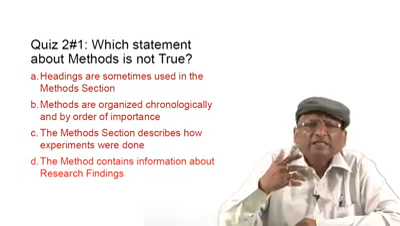 Quiz 2#1: Which statement
about Methods is not True?
a. Headings are sometimes used in the
Methods Section
b. Methods are organized chronologically
and by order of importance
c. The Methods Section describes how
experiments were done
d. The Method contains information about
Research Findings